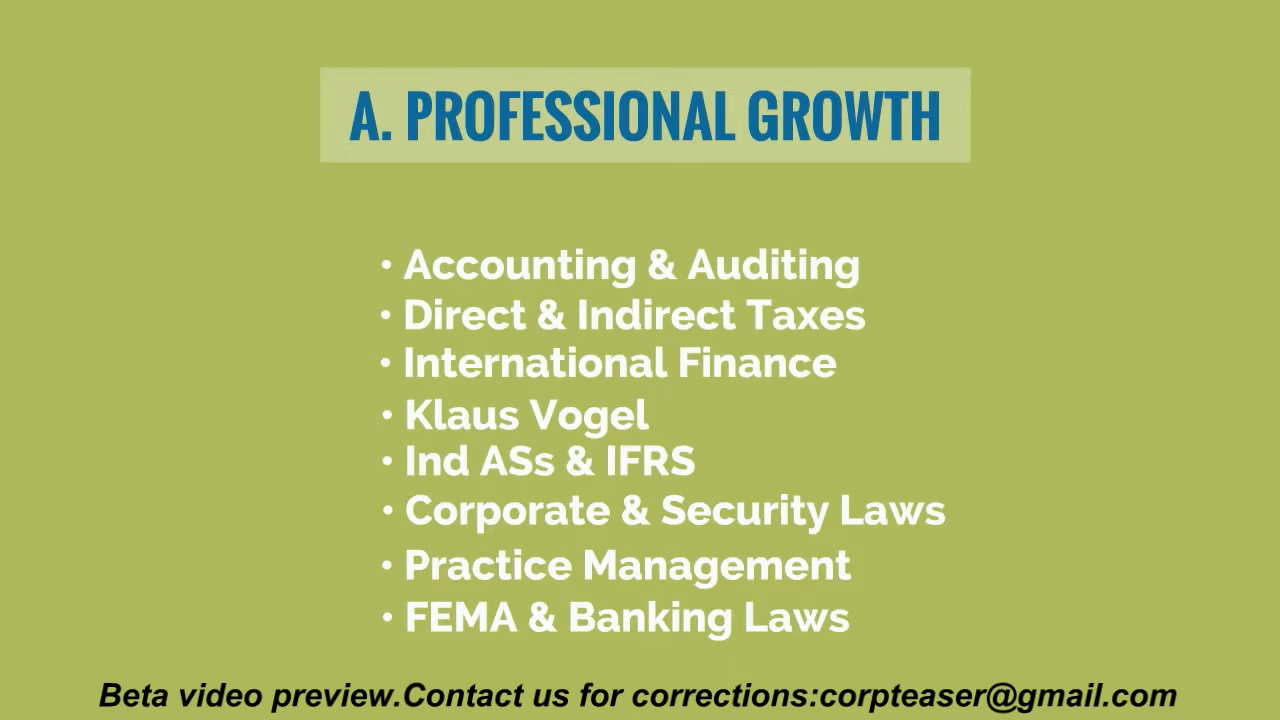 A. PROFESSIONAL GROWTH
• Accounting & Auditing
• Direct & Indirect Taxes
• International Finance
• Klaus Vogel
• Ind ASs & IFRS
• Corporate & Security Laws
• Practice Management
• FEMA & Banking Laws
Beta video preview.Contact us for corrections:corpteaser@gmail.com